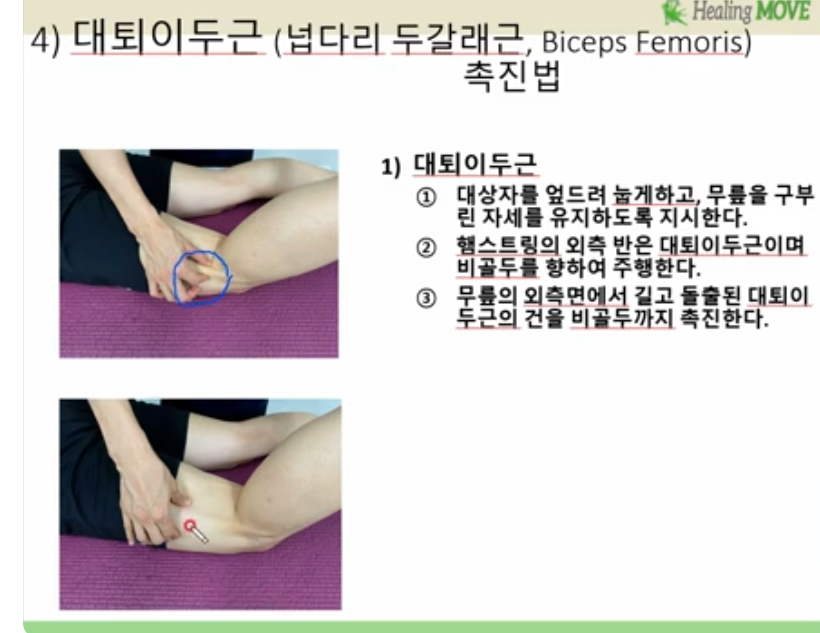 Healing MOVE
4) 대퇴이두근 (넙다리 두갈래근, Biceps Femoris)
촉진법
1) 대퇴이두근
① 대상자를 엎드려 눕게하고, 무릎을 구부
린 자세를 유지하도록 지시한다.
② 햄스트링의 외측 반은 대퇴이두근이며
비골두를 향하여 주행한다.
③ 무릎의 외측면에서 길고 돌출된 대퇴이
두근의 건을 비골두까지 촉진한다.